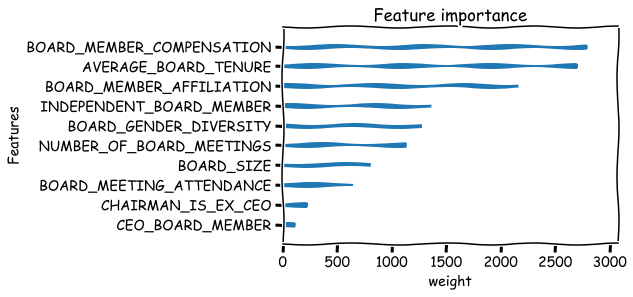 Feature importance
BOARD_MEMBER_COMPENSATION
AVERAGE_BOARD_TENURE
BOARD_MEMBER_AFFILIATION
INDEPENDENT_BOARD_MEMBER
BOARD_GENDER_DIVERSITY
NUMBER_OF_BOARD_MEETINGS
BOARD_SIZE
BOARD_MEETING_ATTENDANCE
CHAIRMAN_IS_EX_CEO
CEO_BOARD_MEMBER
Features
0 500 1000 1500 2000 2500 3000
weight